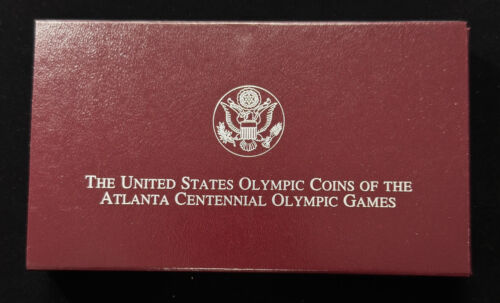 THE UNITED STATES OLYMPIC COINS OF THE
ATLANTA CENTENNIAL OLYMPIC GAMES